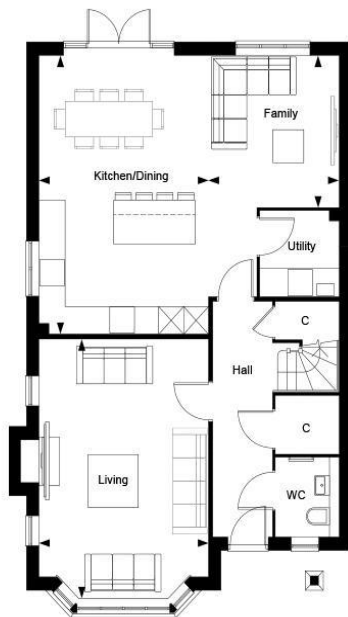 Family
Kitchen/Dining
Utility
C
Hall
C
Living
WC